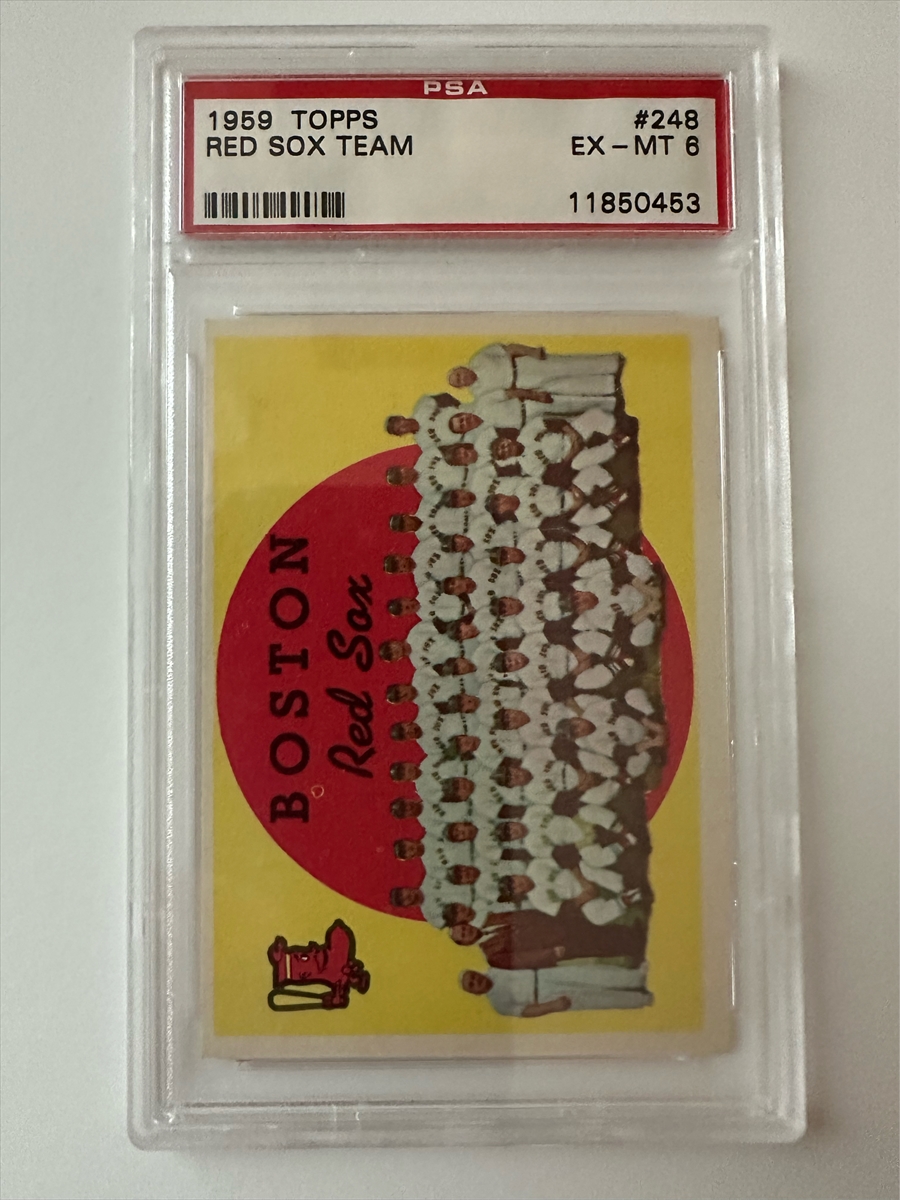 PSA
1959 TOPPS #248
RED SOX TEAM EX-MT 6
11850453
BOSTON
Red Sox